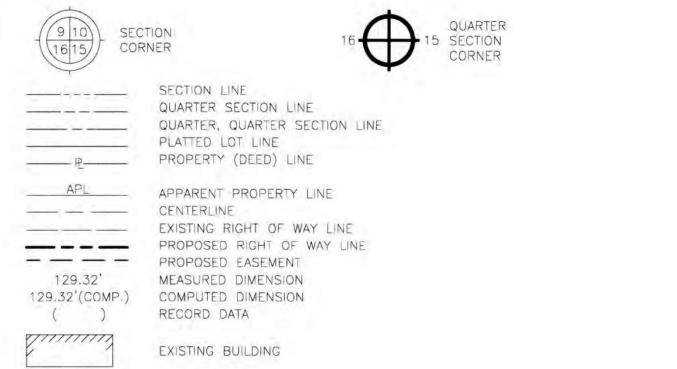 9 10 SECTION
16 15 CORNER
16 15 QUARTER
SECTION
CORNER
SECTION LINE
QUARTER SECTION LINE
QUARTER, QUARTER SECTION LINE
PLATTED LOT LINE
PL PROPERTY (DEED) LINE
APL APPARENT PROPERTY LINE
CENTERLINE
EXISTING RIGHT OF WAY LINE
PROPOSED RIGHT OF WAY LINE
PROPOSED EASEMENT
129.32' MEASURED DIMENSION
129.32'(COMP.) COMPUTED DIMENSION
( ) RECORD DATA
EXISTING BUILDING